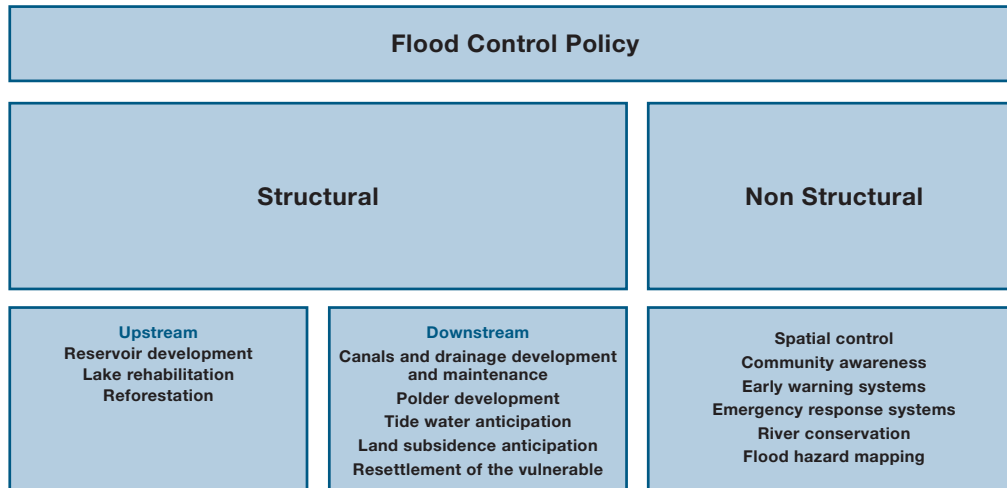 Flood Control Policy
Structural
Non Structural
Upstream
Reservoir development
Lake rehabilitation
Reforestation
Downstream
Canals and drainage development
and maintenance
Polder development
Tide water anticipation
Land subsidence anticipation
Resettlement of the vulnerable
Spatial control
Community awareness
Early warning systems
Emergency response systems
River conservation
Flood hazard mapping